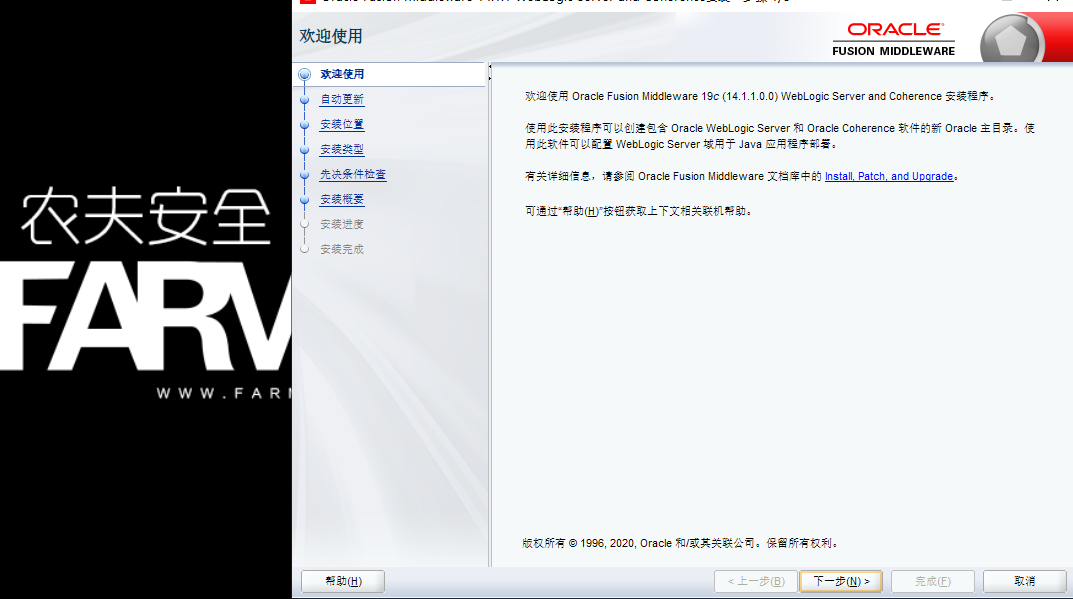 欢迎使用
ORACLE
FUSION MIDDLEWARE
农夫安全
FARV
WWW.FAR
欢迎使用
自动更新
安装位置
安装类型
先决条件检查
安装概要
安装进度
安装完成
欢迎使用 Oracle Fusion Middleware 19c (14.1.1.0.0) WebLogic Server and Coherence 安装程序。
使用此安装程序可以创建包含 Oracle WebLogic Server 和 Oracle Coherence 软件的新 Oracle 主目录。使
用此软件可以配置 WebLogic Server 域用于 Java 应用程序部署。
有关详细信息，请参阅 Oracle Fusion Middleware 文档库中的 Install, Patch, and Upgrade。
可通过“帮助(H)”按钮获取上下文相关联机帮助。
版权所有 © 1996, 2020, Oracle 和/或其关联公司。保留所有权利。
帮助(H)
< 上一步(B)
下一步(N) >
完成(F)
取消